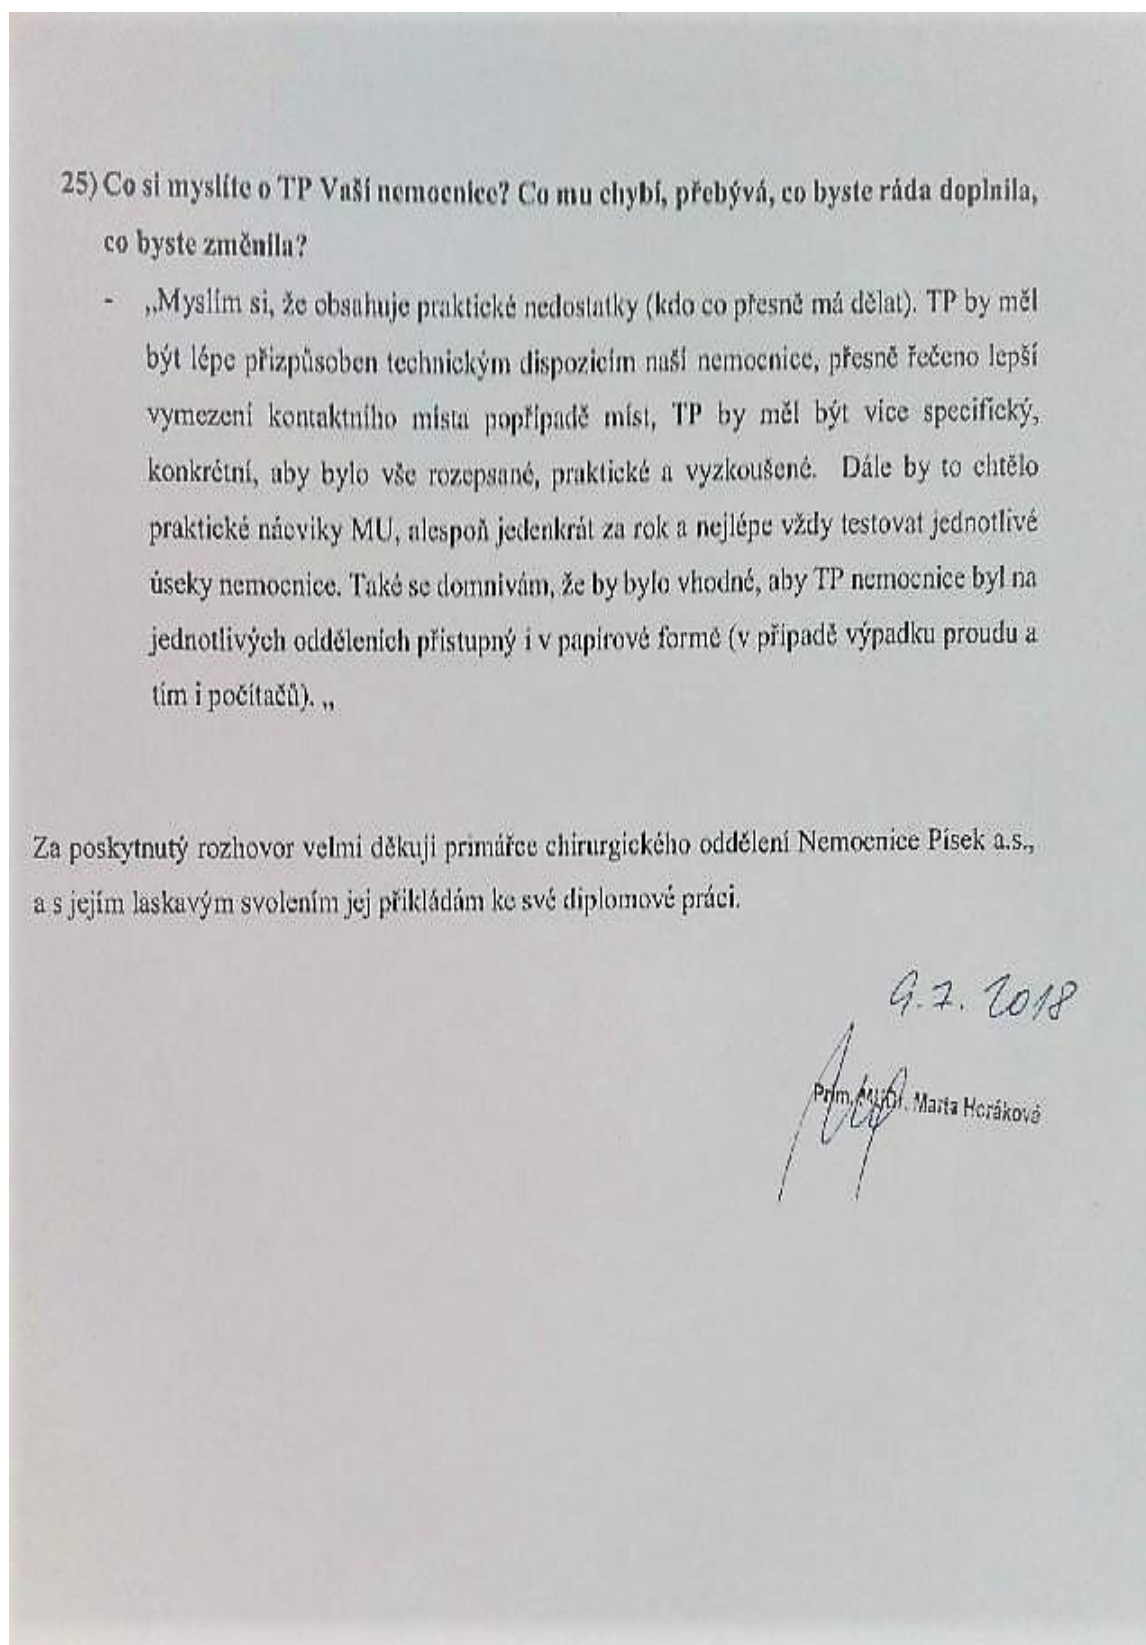 25) Co si myslíte o TP Vaší nemocnice? Co mu chybí, přebývá, co byste ráda doplnila,
co byste změnila?
- „Myslím si, že obsahuje praktické nedostatky (kdo co přesně má dělat). TP by měl
být lépe přizpůsoben technickým dispozicím naší nemocnice, přesně řečeno lepší
vymezení kontaktního místa popřípadě míst, TP by měl být více specifický,
konkrétní, aby bylo vše rozepsané, praktické a vyzkoušené. Dále by to chtělo
praktické nácviky MU, alespoň jedenkrát za rok a nejlépe vždy testovat jednotlivé
úseky nemocnice. Také se domnívám, že by bylo vhodné, aby TP nemocnice byl na
jednotlivých odděleních přístupný i v papírové formě (v případě výpadku proudu a
tím i počítačů). „
Za poskytnutý rozhovor velmi děkuji primářce chirurgického oddělení Nemocnice Písek a.s.,
a s jejím laskavým svolením jej přikládám ke své diplomové práci.
9.7. 2018
Prim. MUDr. Marta Horáková